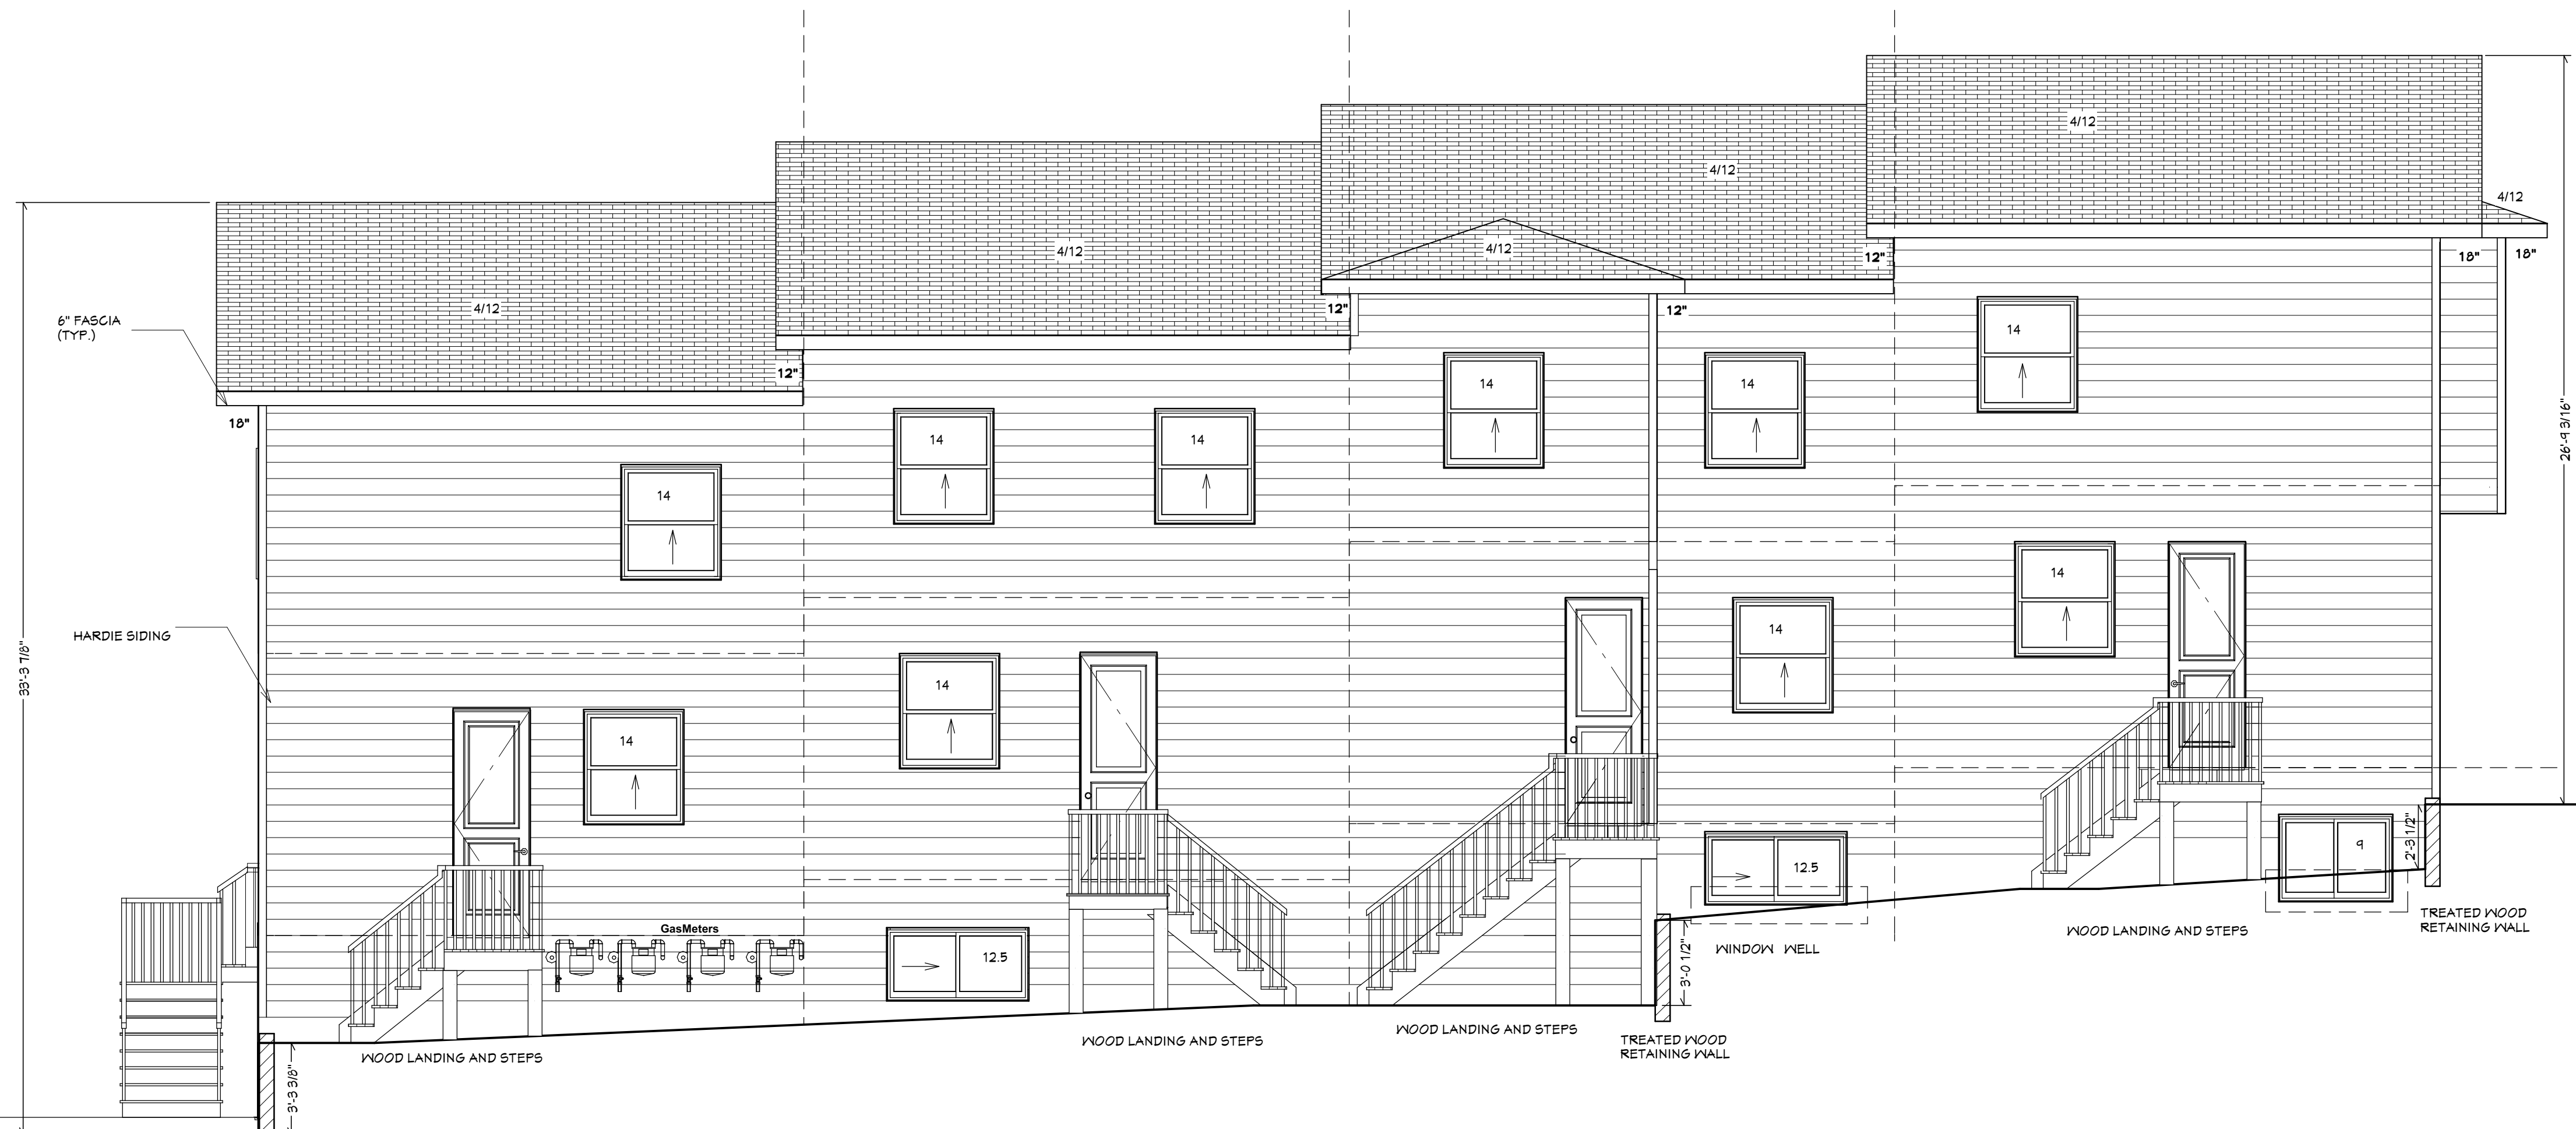 4/12
4/12
4/12
4/12
4/12
4/12
18"
18"
12"
12"
12"
12"
18"
6" FASCIA
(TYP.)
HARDIE SIDING
33'-3 7/8"
26'-9 3/16"
14
14
14
14
14
14
14
14
14
14
12.5
12.5
9
GasMeters
2'-3 1/2"
3'-0 1/2"
3'-3 3/8"
WINDOW WELL
WOOD LANDING AND STEPS
TREATED WOOD
RETAINING WALL
WOOD LANDING AND STEPS
WOOD LANDING AND STEPS
WOOD LANDING AND STEPS
TREATED WOOD
RETAINING WALL